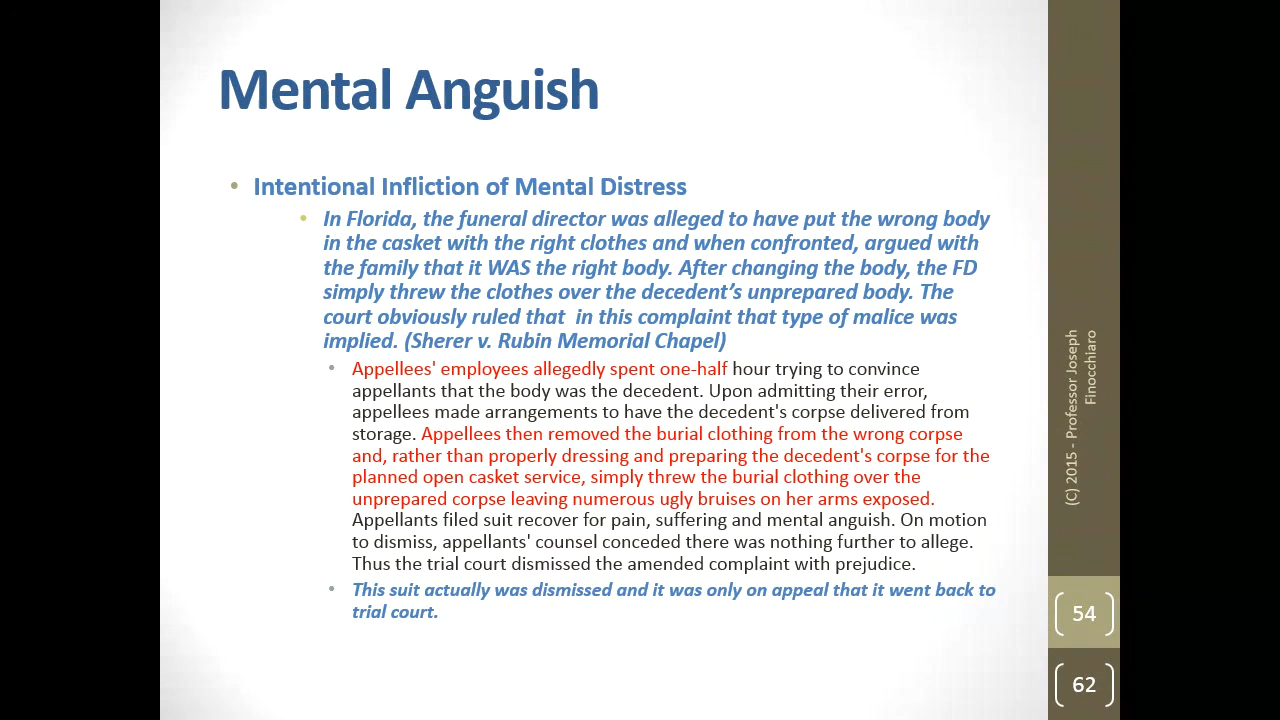 Mental Anguish
• Intentional Infliction of Mental Distress
• In Florida, the funeral director was alleged to have put the wrong body
in the casket with the right clothes and when confronted, argued with
the family that it WAS the right body. After changing the body, the FD
simply threw the clothes over the decedent’s unprepared body. The
court obviously ruled that in this complaint that type of malice was
implied. (Sherer v. Rubin Memorial Chapel)
• Appellees' employees allegedly spent one-half hour trying to convince
appellants that the body was the decedent. Upon admitting their error,
appellees made arrangements to have the decedent's corpse delivered from
storage. Appellees then removed the burial clothing from the wrong corpse
and, rather than properly dressing and preparing the decedent's corpse for the
planned open casket service, simply threw the burial clothing over the
unprepared corpse leaving numerous ugly bruises on her arms exposed.
Appellants filed suit recover for pain, suffering and mental anguish. On motion
to dismiss, appellants' counsel conceded there was nothing further to allege.
Thus the trial court dismissed the amended complaint with prejudice.
• This suit actually was dismissed and it was only on appeal that it went back to
trial court.
(C) 2015 - Professor Joseph
Finocchiaro
54
62